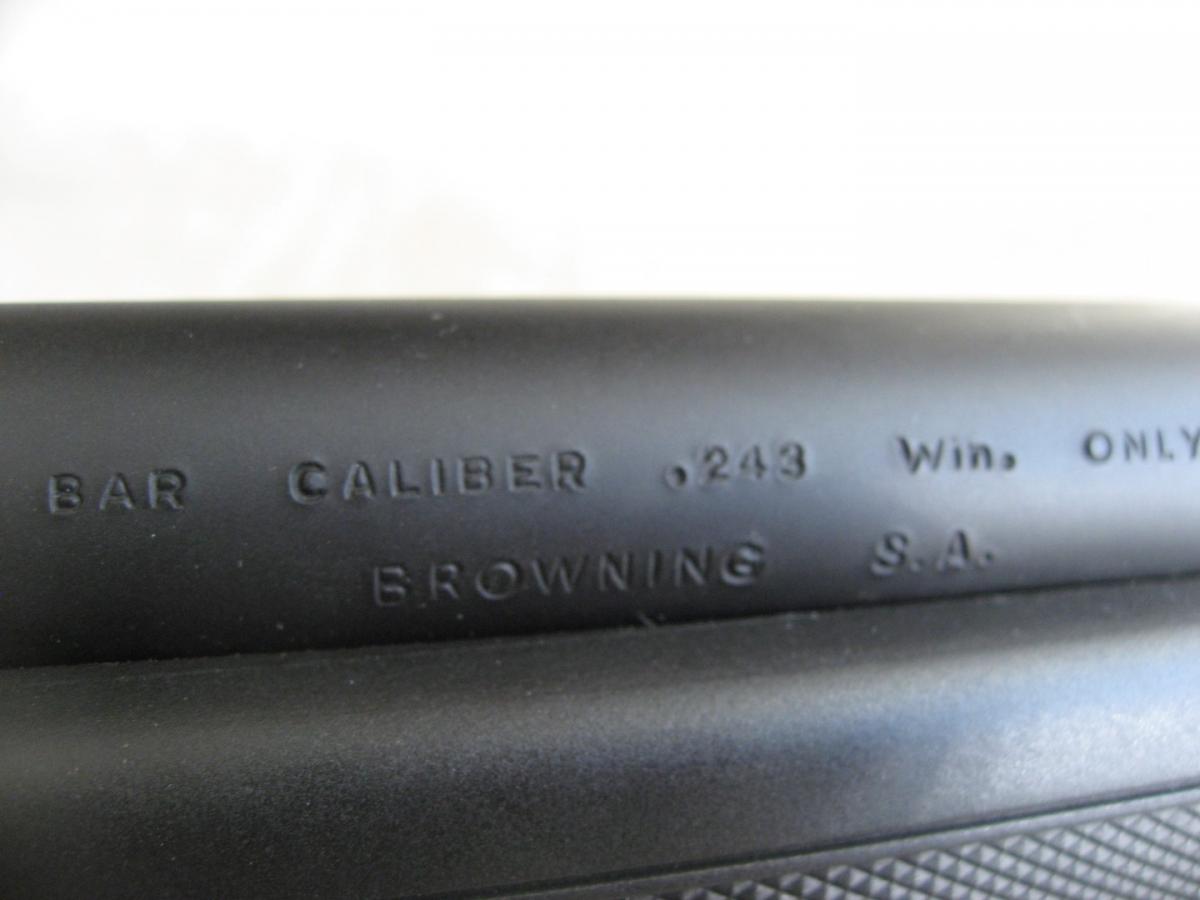 BAR CALIBER .243 Win. ONLY
BROWNING S.A.